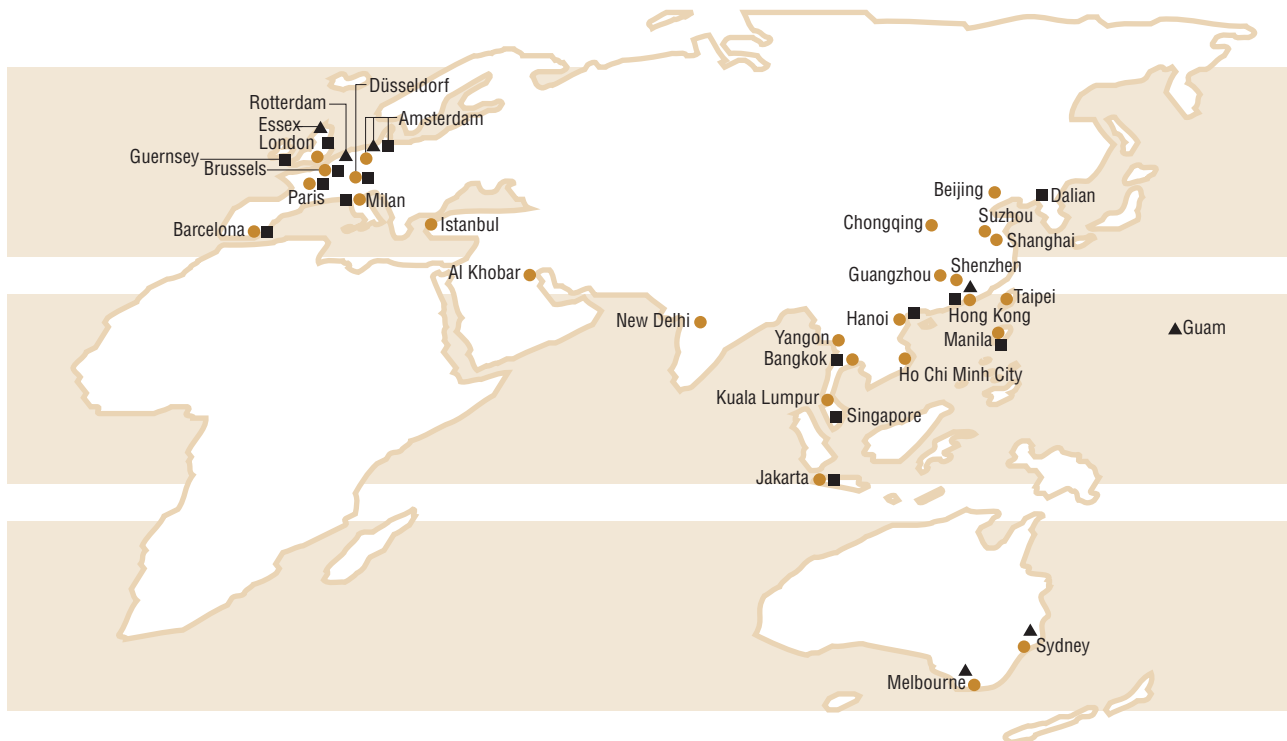 Düsseldorf
Rotterdam
Essex
Amsterdam
London
Guernsey
Brussels
Paris
Milan
Barcelona
Istanbul
Al Khobar
New Delhi
Beijing
Dalian
Suzhou
Chongqing
Shanghai
Shenzhen
Guangzhou
Taipei
Hong Kong
Hanoi
Guam
Manila
Yangon
Bangkok
Ho Chi Minh City
Kuala Lumpur
Singapore
Jakarta
Sydney
Melbourne